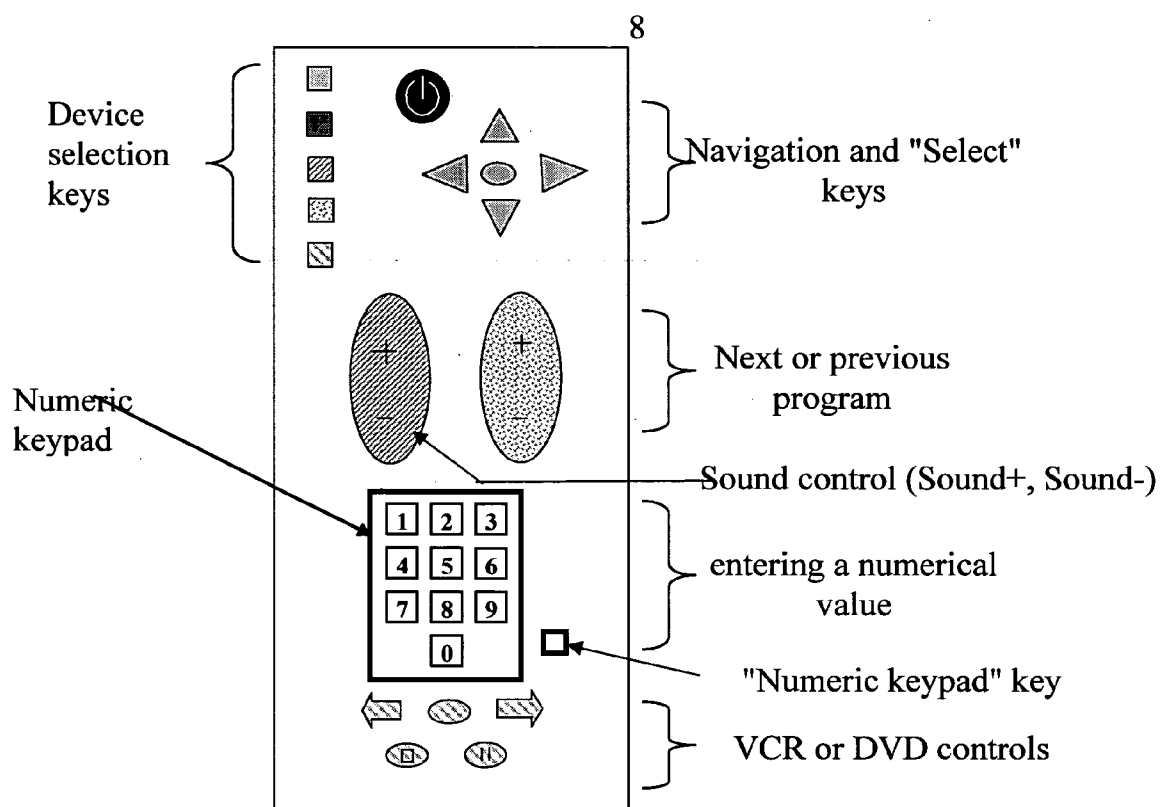 8
Device
selection
keys
Navigation and "Select"
keys
+ +
- -
Next or previous
program
Numeric
keypad
Sound control (Sound+, Sound-)
1 2 3
4 5 6
7 8 9
0
entering a numerical
value
"Numeric keypad" key
VCR or DVD controls